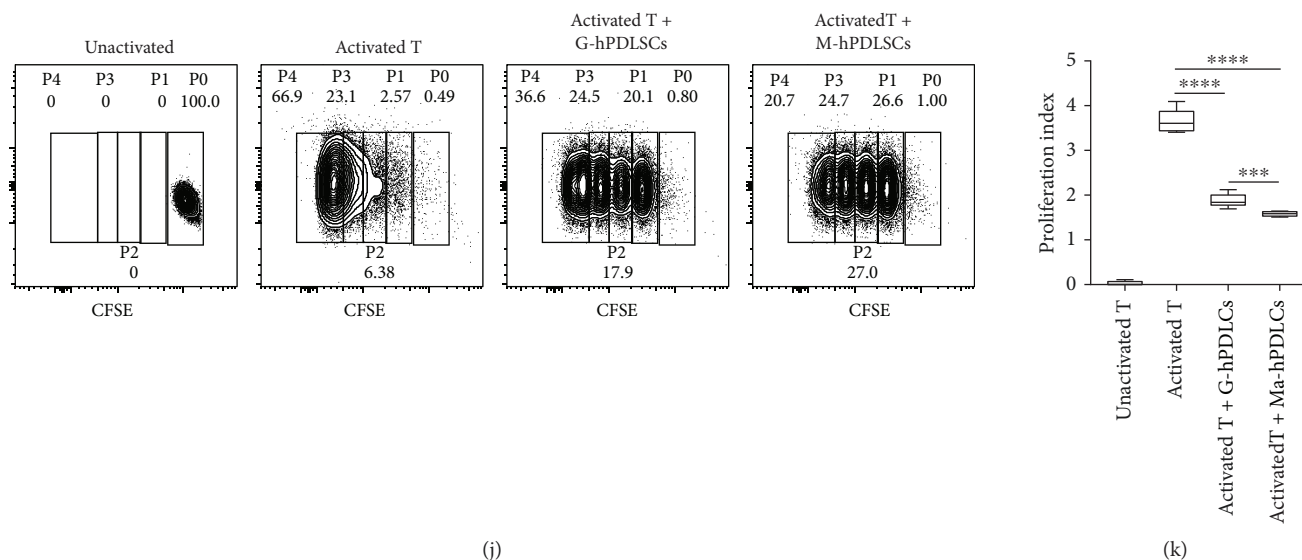 Unactivated
P4 P3 P1 P0
0 0 0 100.0
P2
0
CFSE
Activated T
P4 P3 P1 P0
66.9 23.1 2.57 0.49
P2
6.38
CFSE
Activated T +
G-hPDLSCs
P4 P3 P1 P0
36.6 24.5 20.1 0.80
P2
17.9
CFSE
ActivatedT +
M-hPDLSCs
P4 P3 P1 P0
20.7 24.7 26.6 1.00
P2
27.0
CFSE
(j)
Proliferation index
5
4
3
2
1
0
****
****
***
Unactivated T
Activated T
Activated T + G-hPDLCs
ActivatedT + Ma-hPDLCs
(k)